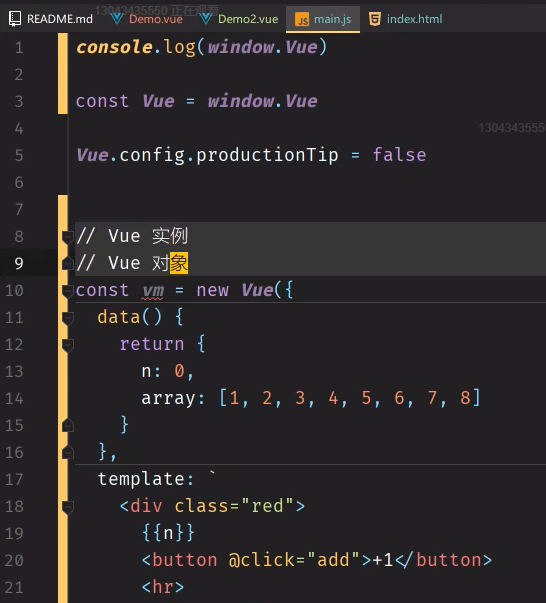 README.md Demo.vue Demo2.vue main.js index.html
13043435550 正在观看
1 console.log(window.Vue)
2
3 const Vue = window.Vue
4
13043435550
5 Vue.config.productionTip = false
6
7
8 // Vue 实例
9 // Vue 对象
10 const vm = new Vue({
11 data() {
12 return {
13 n: 0,
14 array: [1, 2, 3, 4, 5, 6, 7, 8]
15 }
16 },
17 template: `
18 <div class="red">
19 {{n}}
20 <button @click="add">+1</button>
21 <hr>